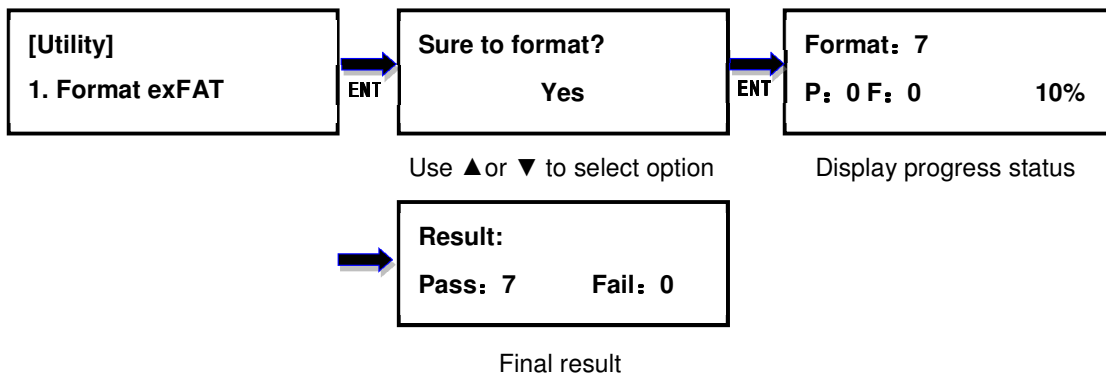 [Utility]
1. Format exFAT
ENT
Sure to format?
Yes
ENT
Format：7
P：0 F：0 10%
Use ▲or ▼ to select option
Display progress status
Result:
Pass：7 Fail：0
Final result